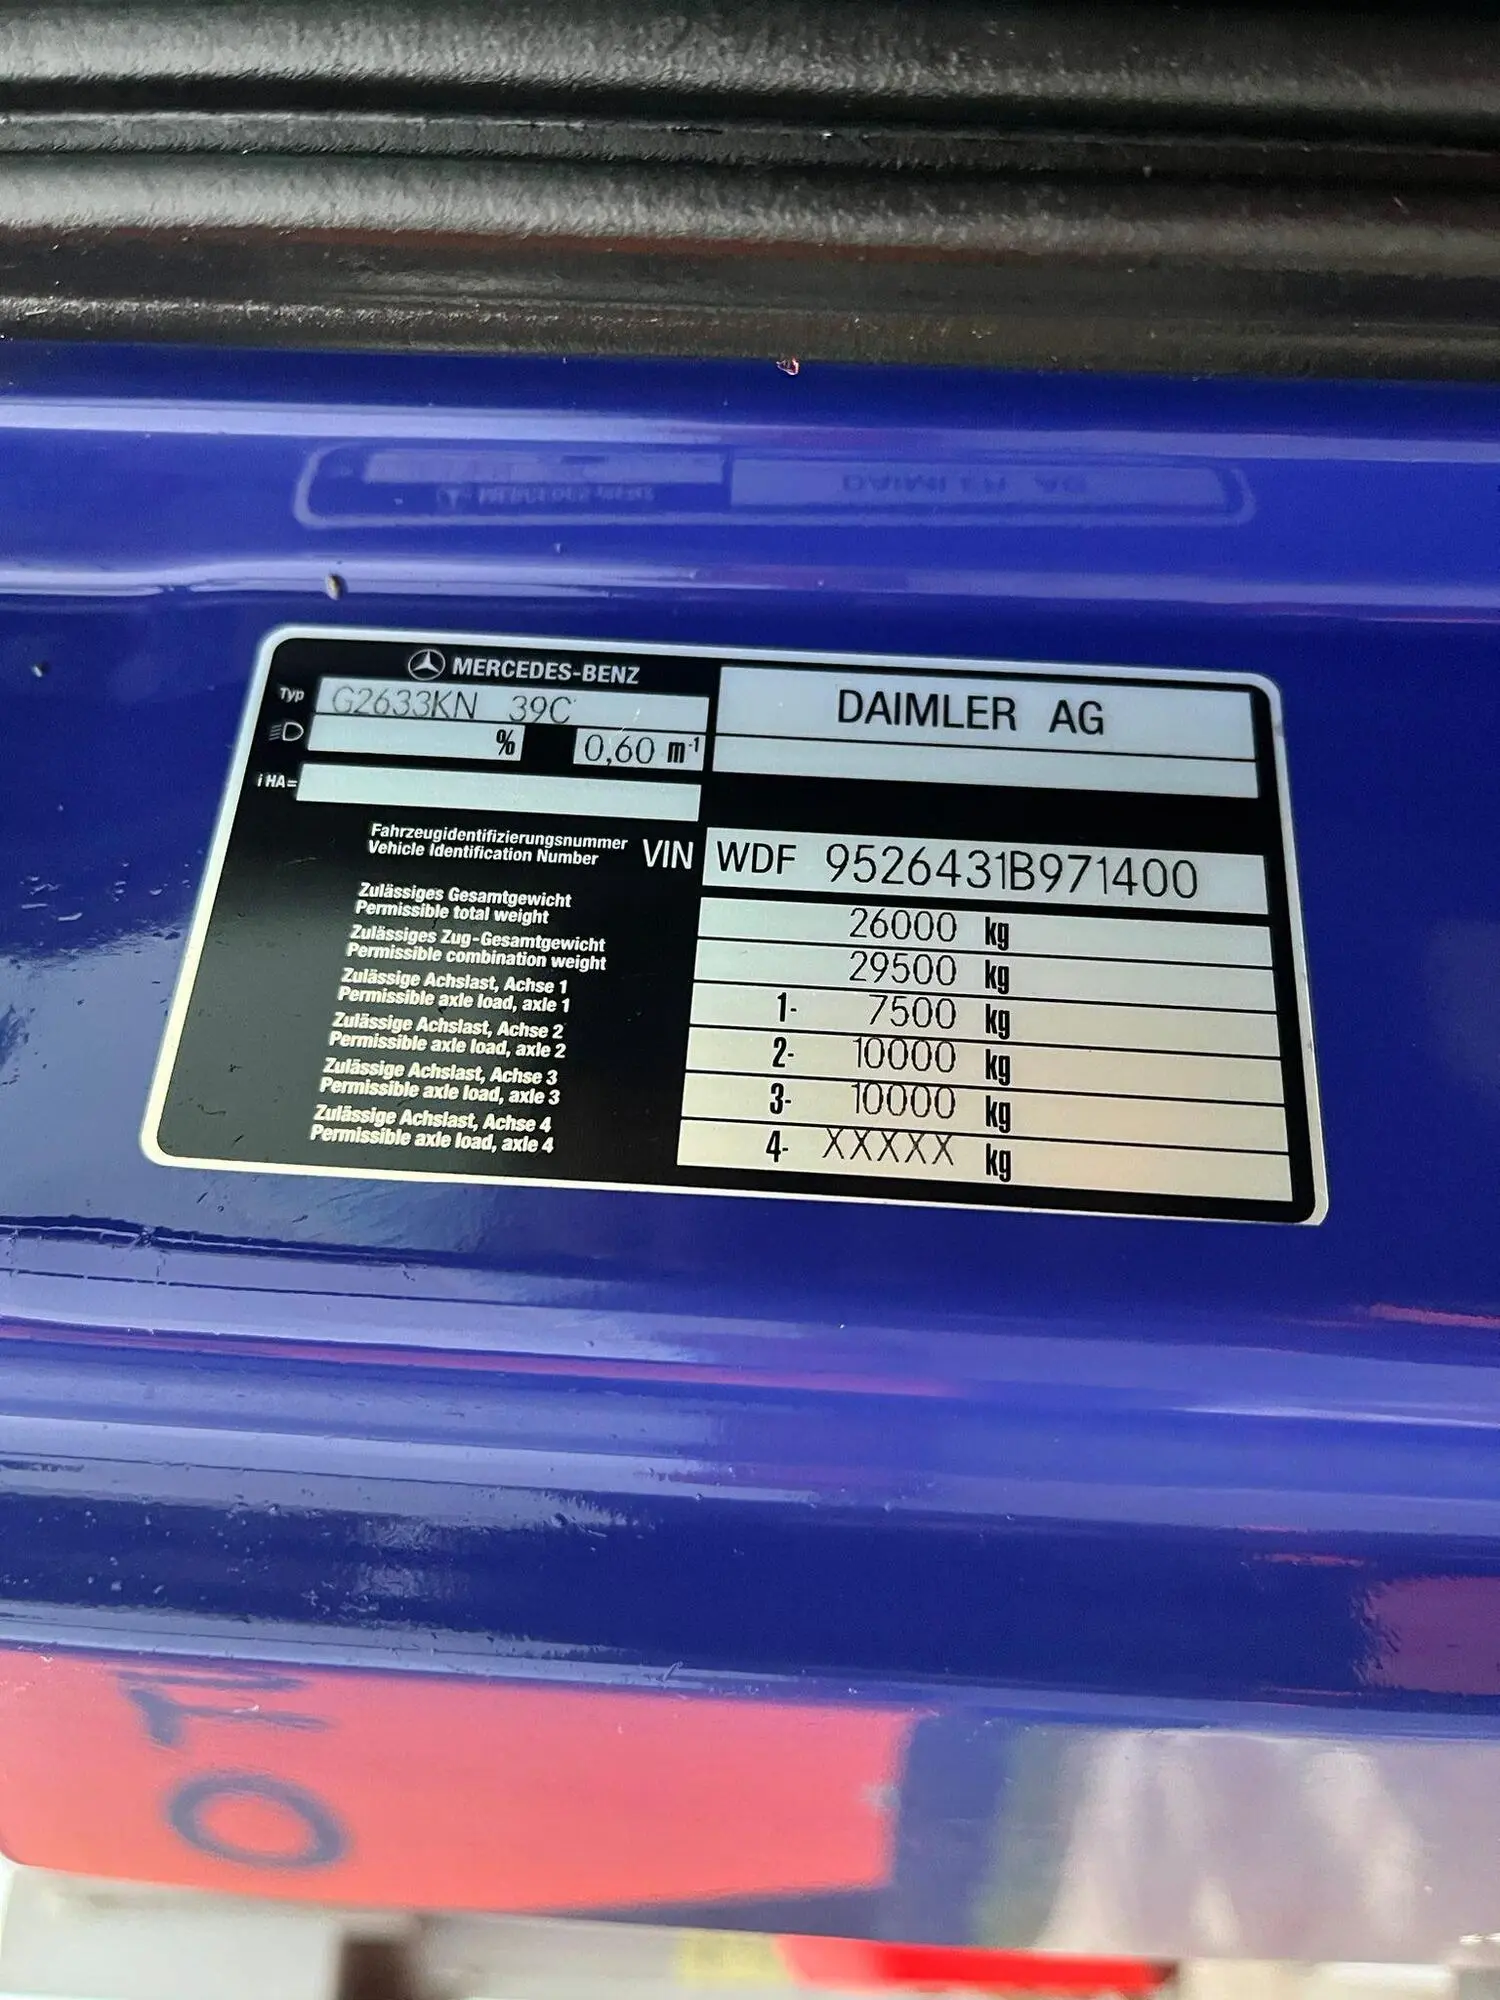 MERCEDES-BENZ
Typ G2633KN 39C
% 0,60 m-1
DAIMLER AG
i HA=
Fahrzeugidentifizierungsnummer
Vehicle Identification Number
VIN WDF 9526431B971400
Zulässiges Gesamtgewicht
Permissible total weight
26000 kg
Zulässiges Zug-Gesamtgewicht
Permissible combination weight
29500 kg
Zulässige Achslast, Achse 1
Permissible axle load, axle 1
1- 7500 kg
Zulässige Achslast, Achse 2
Permissible axle load, axle 2
2- 10000 kg
Zulässige Achslast, Achse 3
Permissible axle load, axle 3
3- 10000 kg
Zulässige Achslast, Achse 4
Permissible axle load, axle 4
4- XXXXX kg